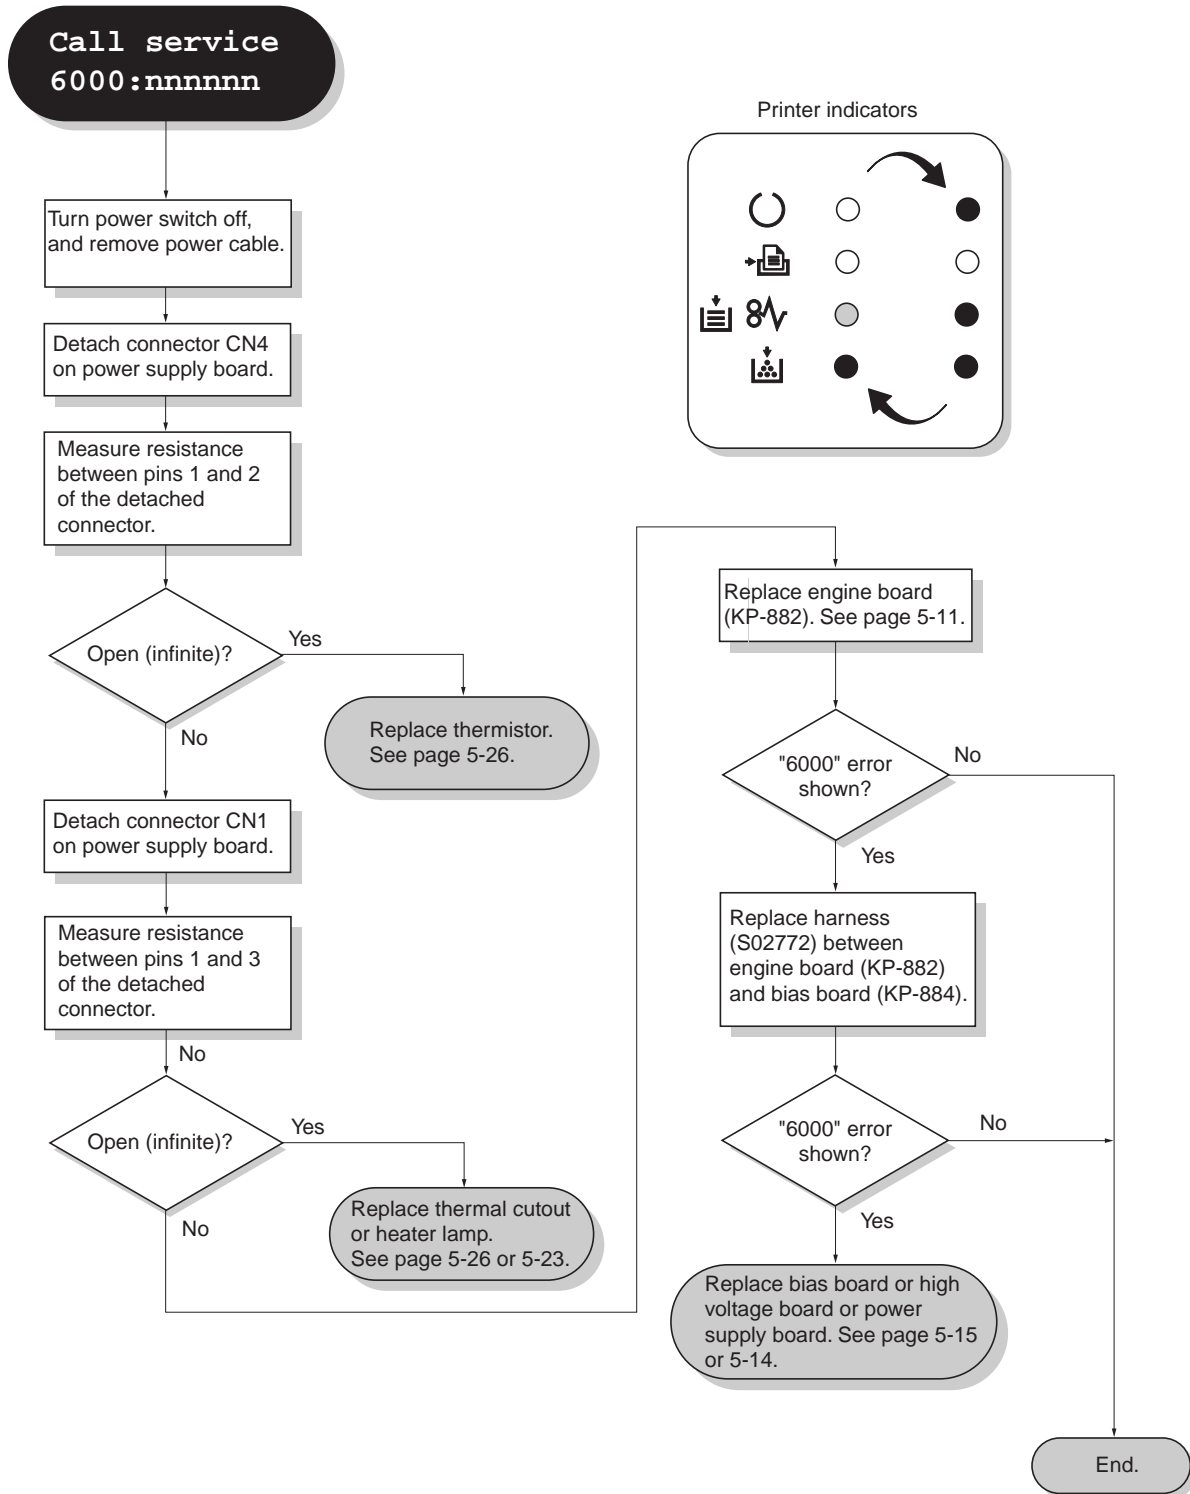 Call service
6000:nnnnnn
Printer indicators
Turn power switch off,
and remove power cable.
Detach connector CN4
on power supply board.
Measure resistance
between pins 1 and 2
of the detached
connector.
Open (infinite)?
Yes
Replace thermistor.
See page 5-26.
No
Detach connector CN1
on power supply board.
Measure resistance
between pins 1 and 3
of the detached
connector.
No
Open (infinite)?
Yes
Replace thermal cutout
or heater lamp.
See page 5-26 or 5-23.
No
Replace engine board
(KP-882). See page 5-11.
"6000" error
shown?
No
Yes
Replace harness
(S02772) between
engine board (KP-882)
and bias board (KP-884).
"6000" error
shown?
No
Yes
Replace bias board or high
voltage board or power
supply board. See page 5-15
or 5-14.
End.